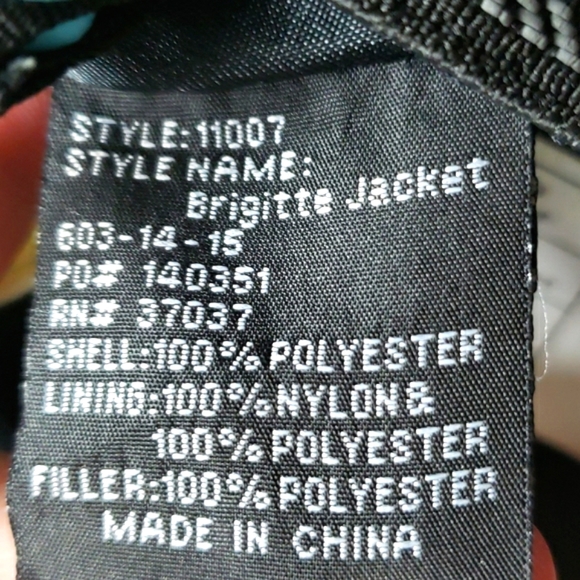 STYLE: 11007
STYLE NAME:
Brigitte Jacket
603-14-15
PO# 140351
RN# 37037
SHELL:100% POLYESTER
LINING:100% NYLON &
100% POLYESTER
FILLER:100% POLYESTER
MADE IN CHINA